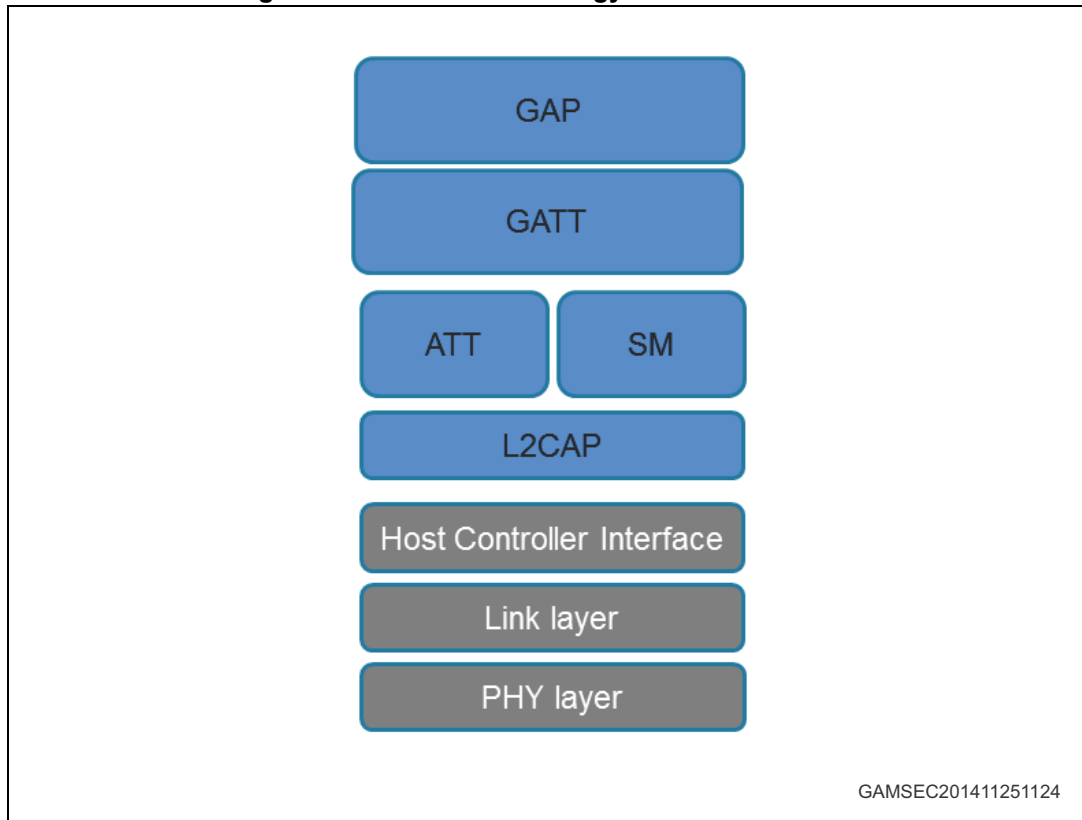 GAP
GATT
ATT SM
L2CAP
Host Controller Interface
Link layer
PHY layer
GAMSEC201411251124